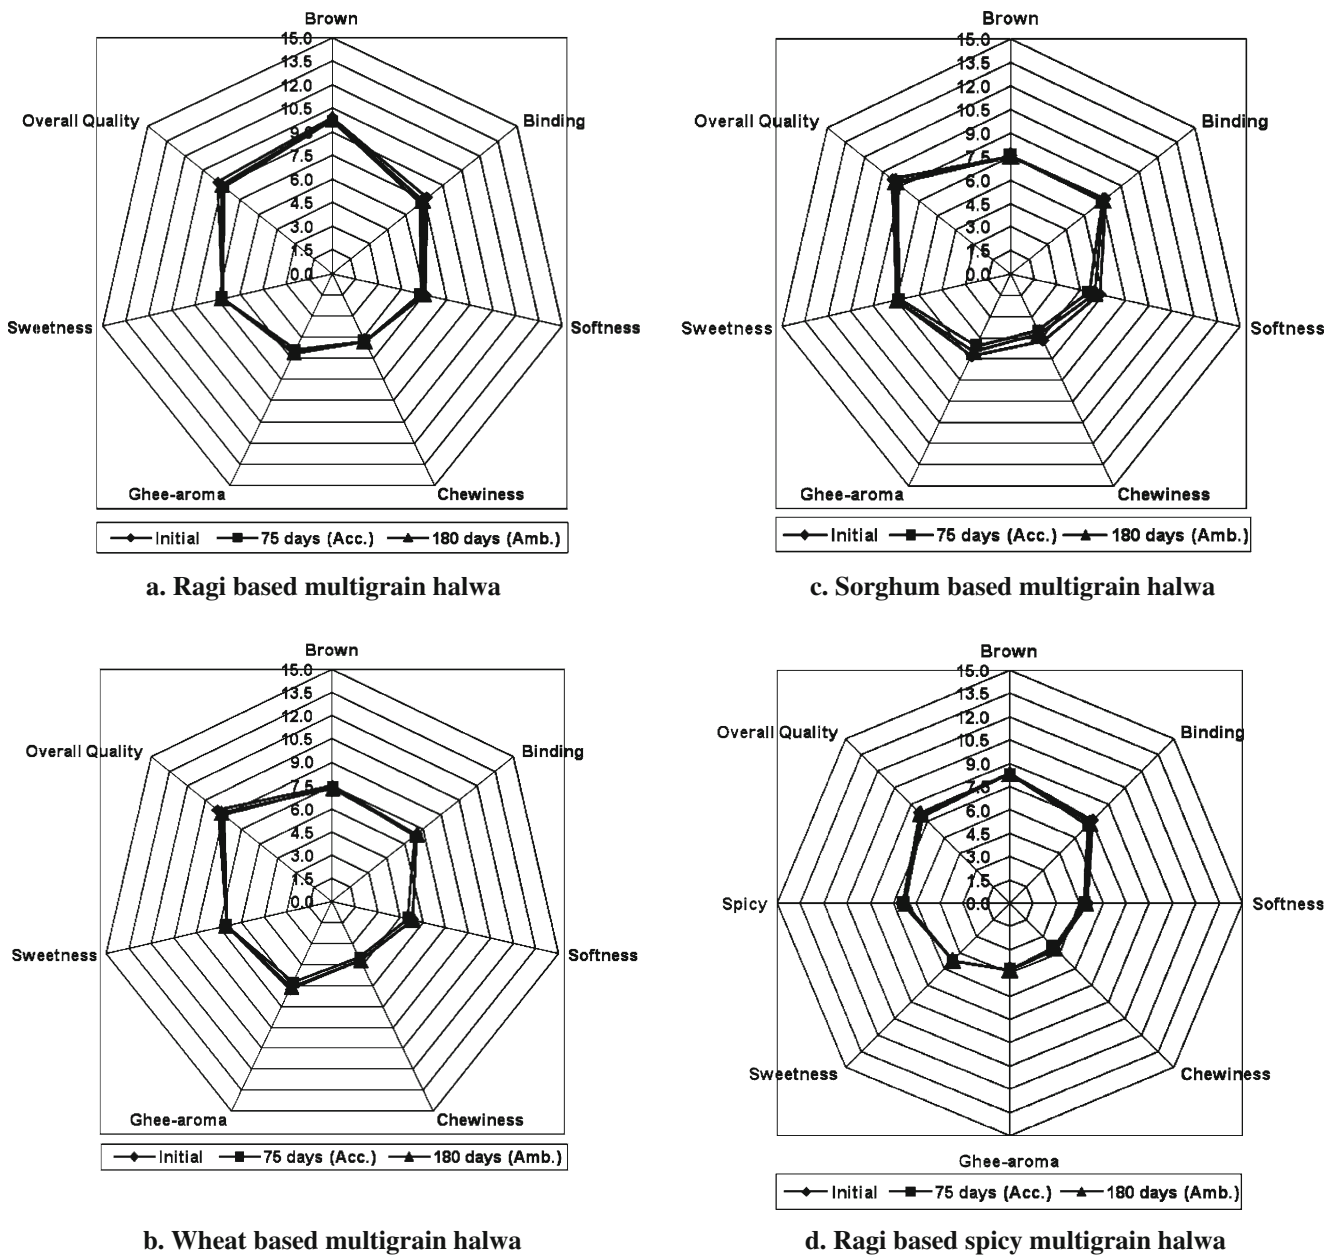 Brown
15.0
13.5
12.0
10.5
9.0
7.5
6.0
4.5
3.0
1.5
0.0
Overall Quality
Binding
Sweetness
Softness
Ghee-aroma
Chewiness
Initial 75 days (Acc.) 180 days (Amb.)
a. Ragi based multigrain halwa
Brown
15.0
13.5
12.0
10.5
9.0
7.5
6.0
4.5
3.0
1.5
0.0
Overall Quality
Binding
Sweetness
Softness
Ghee-aroma
Chewiness
Initial 75 days (Acc.) 180 days (Amb.)
c. Sorghum based multigrain halwa
Brown
15.0
13.5
12.0
10.5
9.0
7.5
6.0
4.5
3.0
1.5
0.0
Overall Quality
Binding
Sweetness
Softness
Ghee-aroma
Chewiness
Initial 75 days (Acc.) 180 days (Amb.)
b. Wheat based multigrain halwa
Brown
15.0
13.5
12.0
10.5
9.0
7.5
6.0
4.5
3.0
1.5
0.0
Overall Quality
Binding
Spicy
Softness
Sweetness
Chewiness
Ghee-aroma
Initial 75 days (Acc.) 180 days (Amb.)
d. Ragi based spicy multigrain halwa